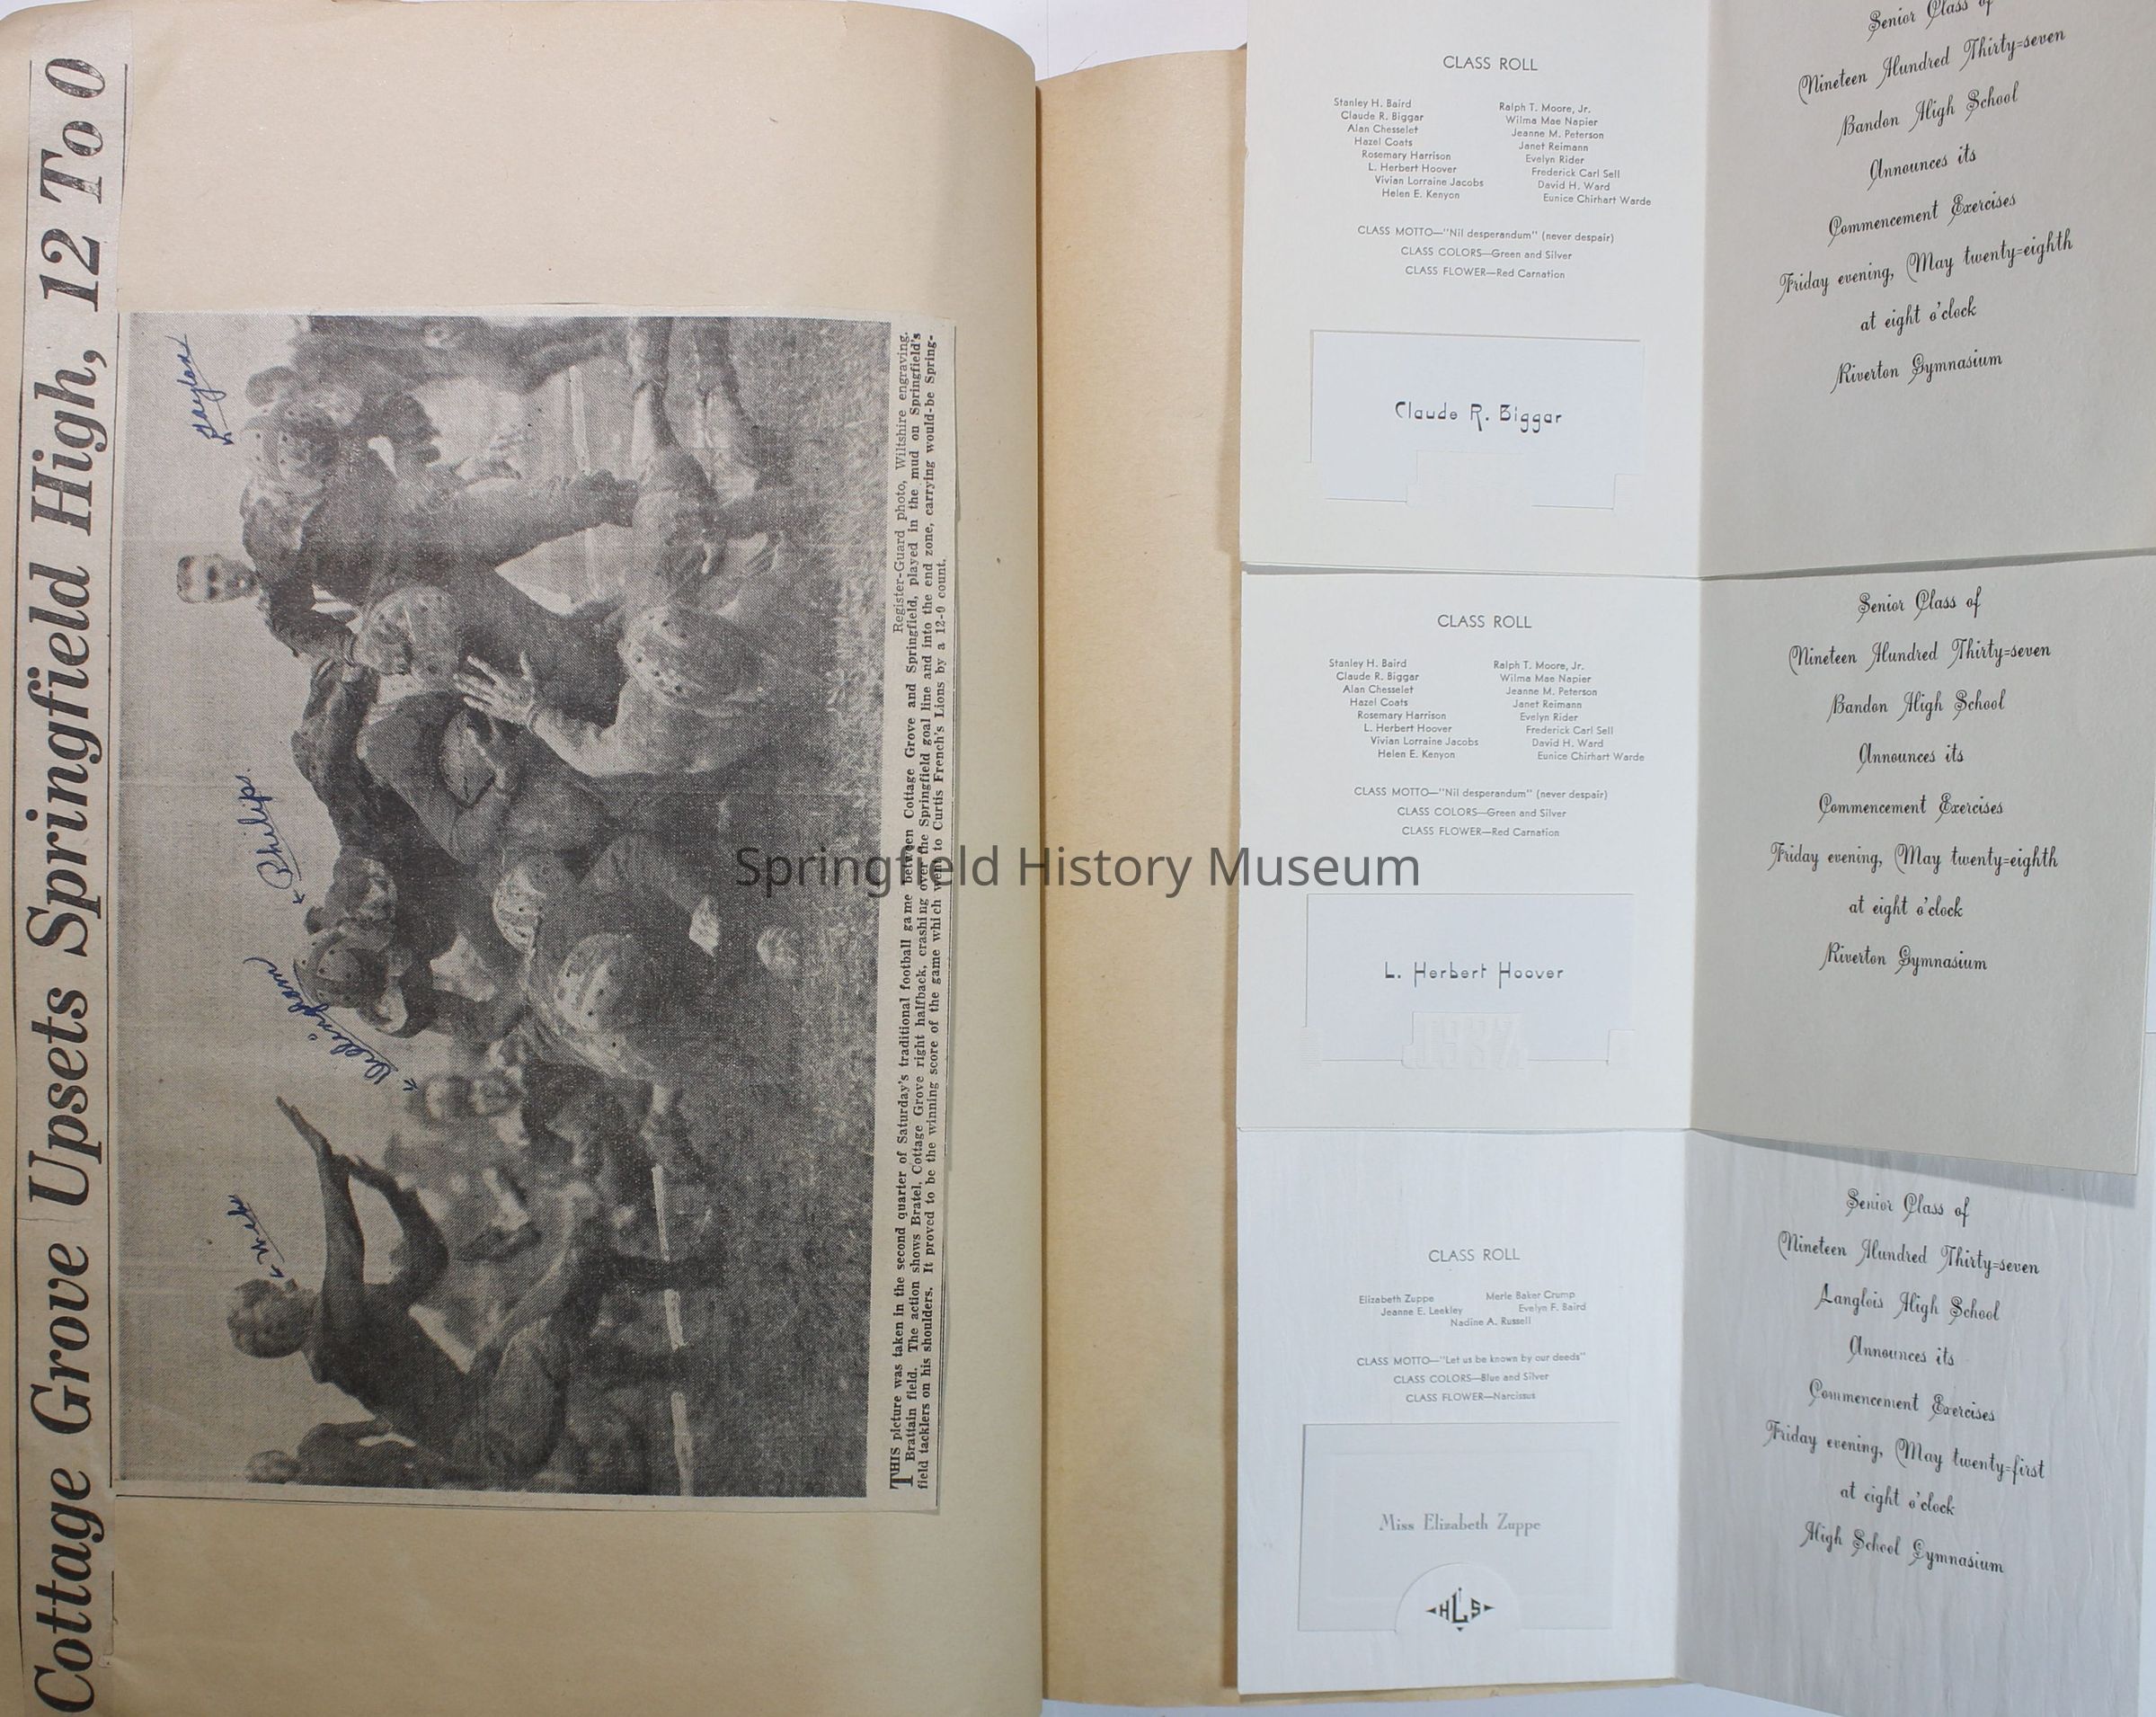 Cottage Grove Upsets Springfield High, 12 To 0
Weeks
Willingham
Philips.
Gaylex
Register-Guard photo, Wiltshire engraving.
THIS picture was taken in the second quarter of Saturday's traditional football game between Cottage Grove and Springfield, played in the mud on Springfield's
Brattain field. The action shows Bratel, Cottage Grove right halfback, crashing over the Springfield goal line and into the end zone, carrying would-be Spring-
field tacklers on his shoulders. It proved to be the winning score of the game which went to Curtis French's Lions by a 12-0 count.
CLASS ROLL
Stanley H. Baird
Claude R. Biggar
Alan Chesselet
Hazel Coats
Rosemary Harrison
L. Herbert Hoover
Vivian Lorraine Jacobs
Helen E. Kenyon
Ralph T. Moore, Jr.
Wilma Mae Napier
Jeanne M. Peterson
Janet Reimann
Evelyn Rider
Frederick Carl Sell
David H. Ward
Eunice Chirhart Warde
CLASS MOTTO—"Nil desperandum" (never despair)
CLASS COLORS—Green and Silver
CLASS FLOWER—Red Carnation
Claude R. Biggar
Senior Class of
Nineteen Hundred Thirty=seven
Bandon High School
Announces its
Commencement Exercises
Friday evening, May twenty=eighth
at eight o'clock
Riverton Gymnasium
CLASS ROLL
Stanley H. Baird
Claude R. Biggar
Alan Chesselet
Hazel Coats
Rosemary Harrison
L. Herbert Hoover
Vivian Lorraine Jacobs
Helen E. Kenyon
Ralph T. Moore, Jr.
Wilma Mae Napier
Jeanne M. Peterson
Janet Reimann
Evelyn Rider
Frederick Carl Sell
David H. Ward
Eunice Chirhart Warde
CLASS MOTTO—"Nil desperandum" (never despair)
CLASS COLORS—Green and Silver
CLASS FLOWER—Red Carnation
L. Herbert Hoover
Senior Class of
Nineteen Hundred Thirty=seven
Bandon High School
Announces its
Commencement Exercises
Friday evening, May twenty=eighth
at eight o'clock
Riverton Gymnasium
CLASS ROLL
Elizabeth Zuppe
Jeanne E. Leekley
Merle Baker Crump
Evelyn F. Baird
Nadine A. Russell
CLASS MOTTO—"Let us be known by our deeds"
CLASS COLORS—Blue and Silver
CLASS FLOWER—Narcissus
Miss Elizabeth Zuppe
HLS
Senior Class of
Nineteen Hundred Thirty=seven
Langlois High School
Announces its
Commencement Exercises
Friday evening, May twenty=first
at eight o'clock
High School Gymnasium
Springfield History Museum